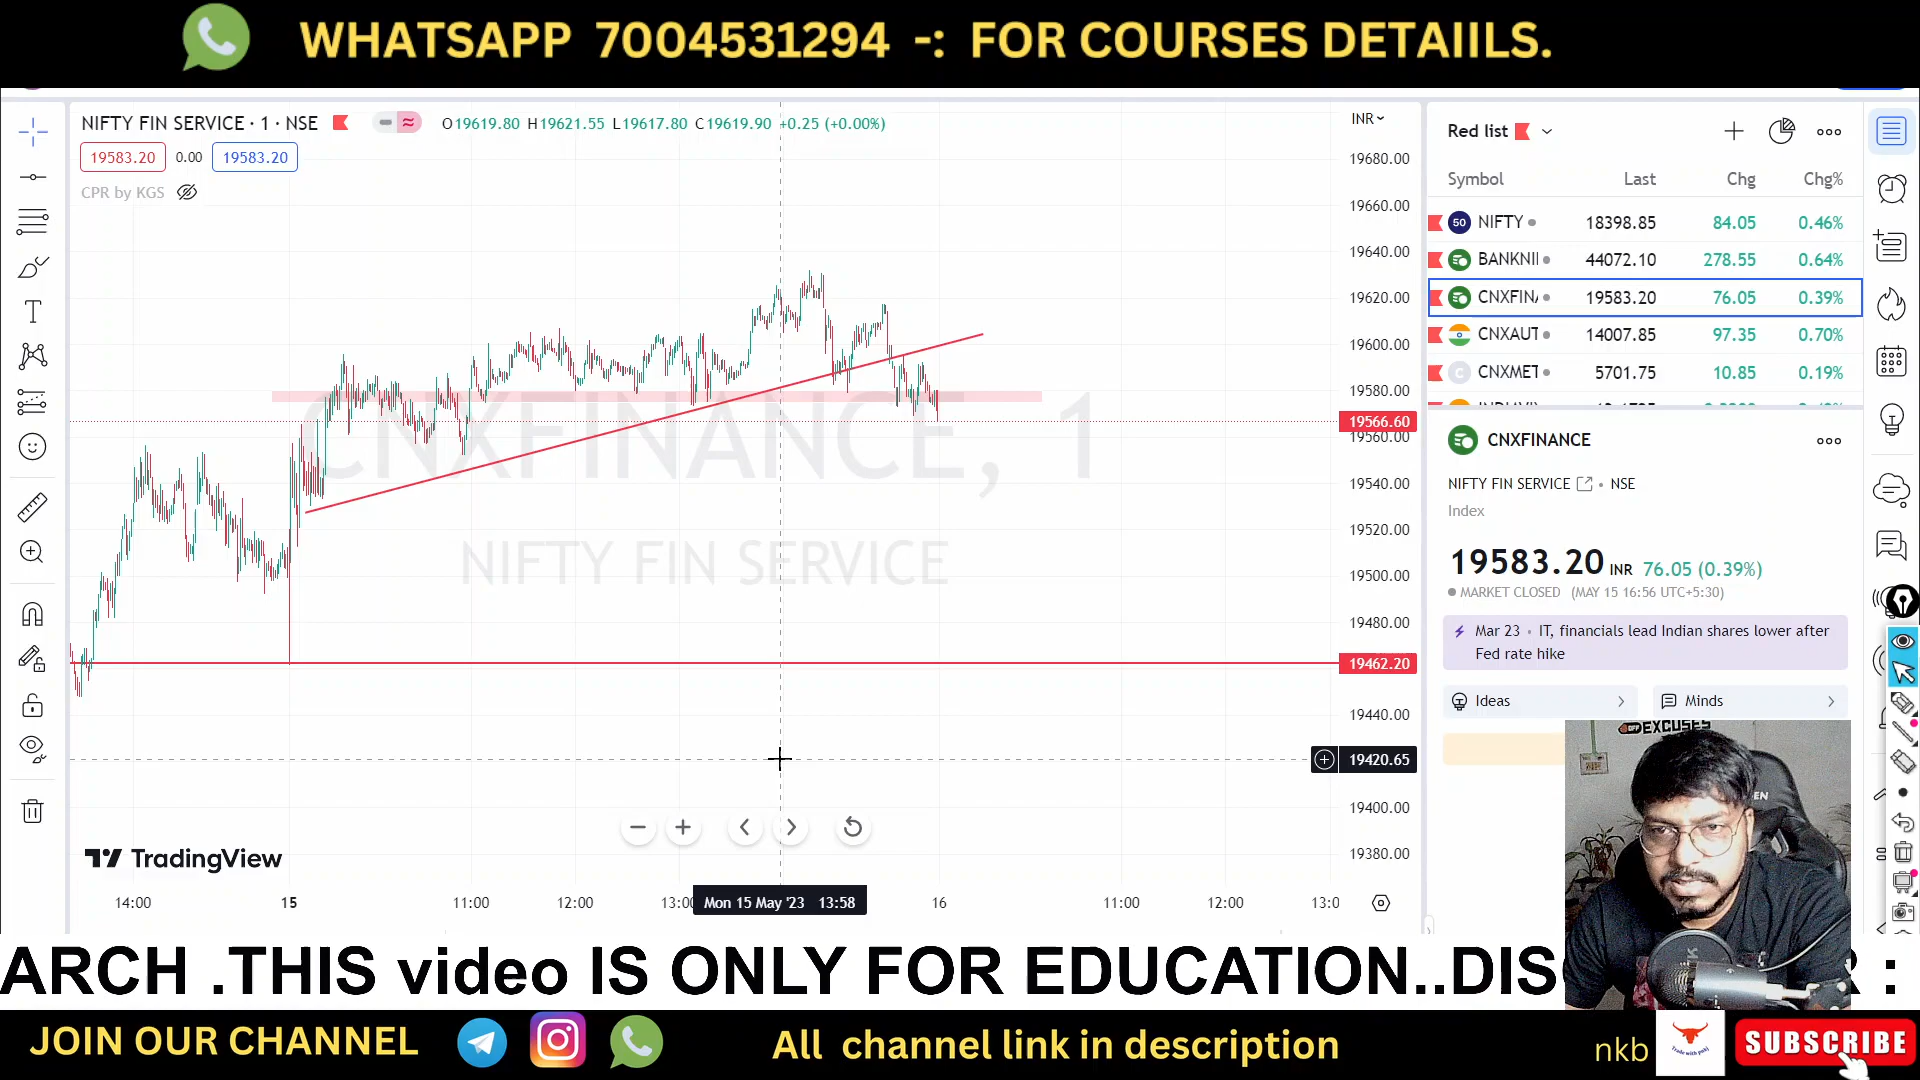 WHATSAPP 7004531294 -: FOR COURSES DETAIILS.
NIFTY FIN SERVICE · 1 · NSE
O19619.80 H19621.55 L19617.80 C19619.90 +0.25 (+0.00%)
19583.20 0.00 19583.20
CPR by KGS
INR
19680.00
19660.00
19640.00
19620.00
19600.00
19580.00
19566.60
19560.00
19540.00
19520.00
19500.00
19480.00
19462.20
19440.00
19420.65
19400.00
19380.00
CNXFINANCE, 1
NIFTY FIN SERVICE
TradingView
14:00 15 11:00 12:00 13:00 Mon 15 May '23 13:58 16 11:00 12:00 13:0
Red list
Symbol Last Chg Chg%
50 NIFTY 18398.85 84.05 0.46%
BANKNI 44072.10 278.55 0.64%
CNXFIN 19583.20 76.05 0.39%
CNXAUT 14007.85 97.35 0.70%
C CNXMET 5701.75 10.85 0.19%
CNXFINANCE
NIFTY FIN SERVICE • NSE
Index
19583.20 INR 76.05 (0.39%)
MARKET CLOSED (MAY 15 16:56 UTC+5:30)
Mar 23 • IT, financials lead Indian shares lower after
Fed rate hike
Ideas
Minds
EXCUSES
EN
ARCH .THIS video IS ONLY FOR EDUCATION..DIS R :
JOIN OUR CHANNEL
All channel link in description
nkb
SUBSCRIBE